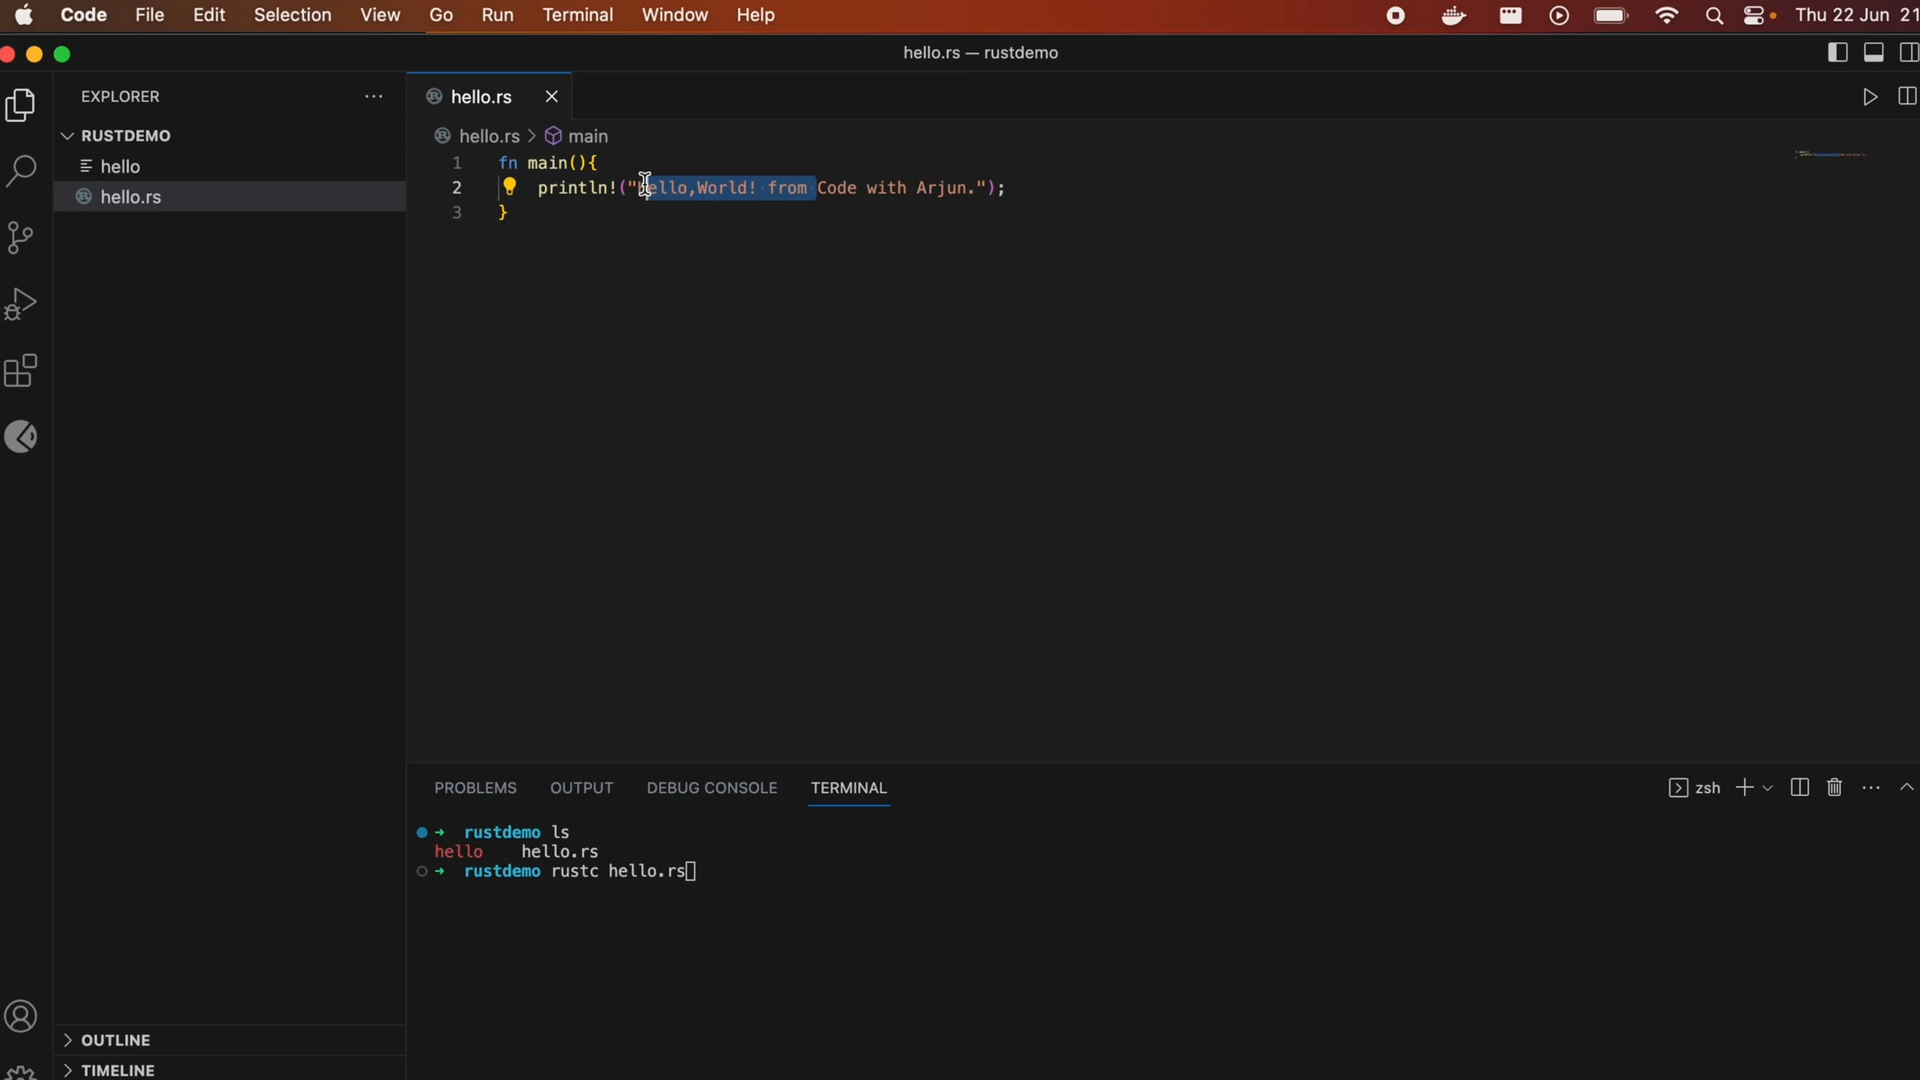 Code File Edit Selection View Go Run Terminal Window Help Thu 22 Jun 21
hello.rs — rustdemo
EXPLORER
RUSTDEMO
hello
hello.rs
hello.rs
hello.rs > main
1 fn main(){
2 println!("Hello,World! from Code with Arjun.");
3 }
PROBLEMS OUTPUT DEBUG CONSOLE TERMINAL
zsh
➜ rustdemo ls
hello hello.rs
➜ rustdemo rustc hello.rs
OUTLINE
TIMELINE